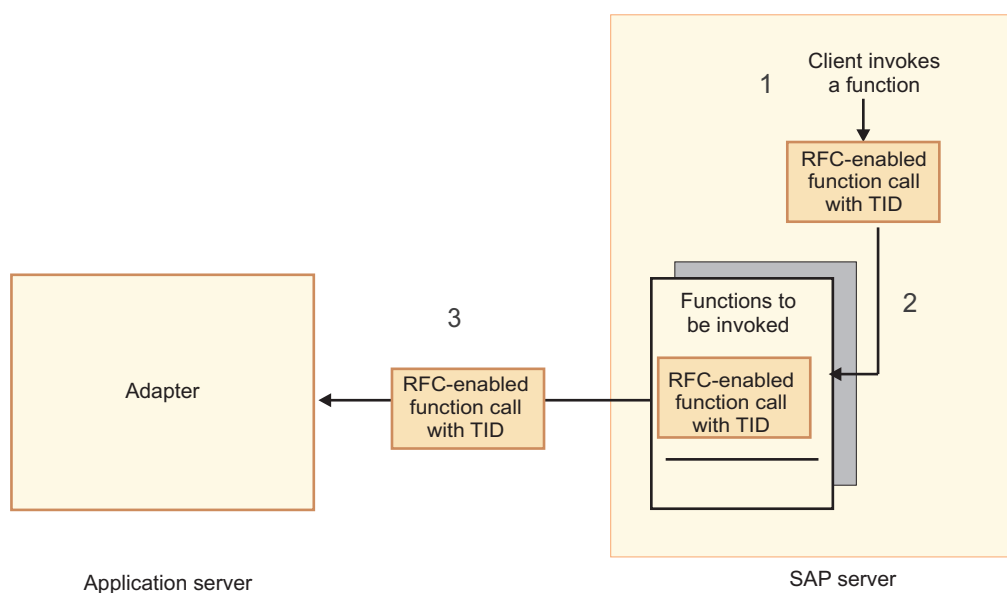 Client invokes
a function
1
RFC-enabled
function call
with TID
2
Functions to
be invoked
RFC-enabled
function call
with TID
3
RFC-enabled
function call
with TID
Adapter
Application server
SAP server